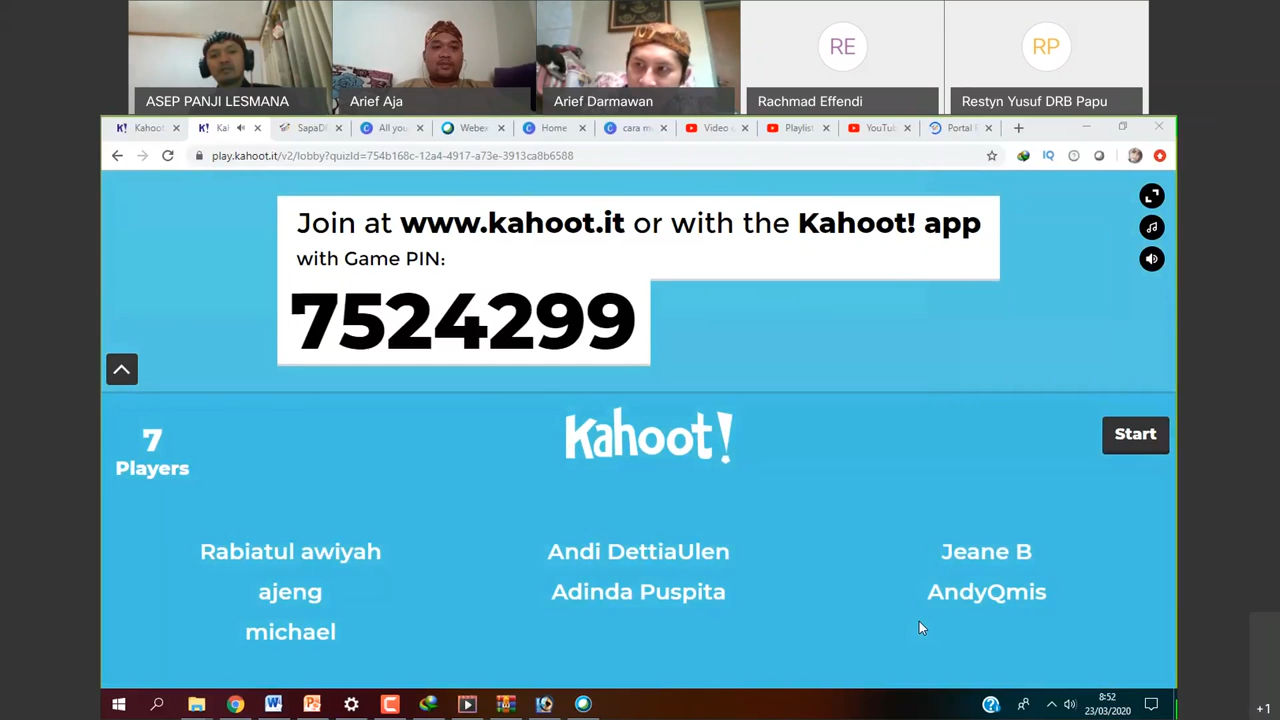 ASEP PANJI LESMANA
Arief Aja
Arief Darmawan
RE
Rachmad Effendi
RP
Restyn Yusuf DRB Papu
Kahoot
Kal
SapaD
All you
Webex
Home
cara m
Video
Playlist
YouTub
Portal
play.kahoot.it/v2/lobby?quizId=754b168c-12a4-4917-a73e-3913ca8b6588
IQ
Join at www.kahoot.it or with the Kahoot! app
with Game PIN:
7524299
7
Players
Kahoot!
Start
Rabiatul awiyah
Andi DettiaUlen
Jeane B
ajeng
Adinda Puspita
AndyQmis
michael
8:52
23/03/2020
+1